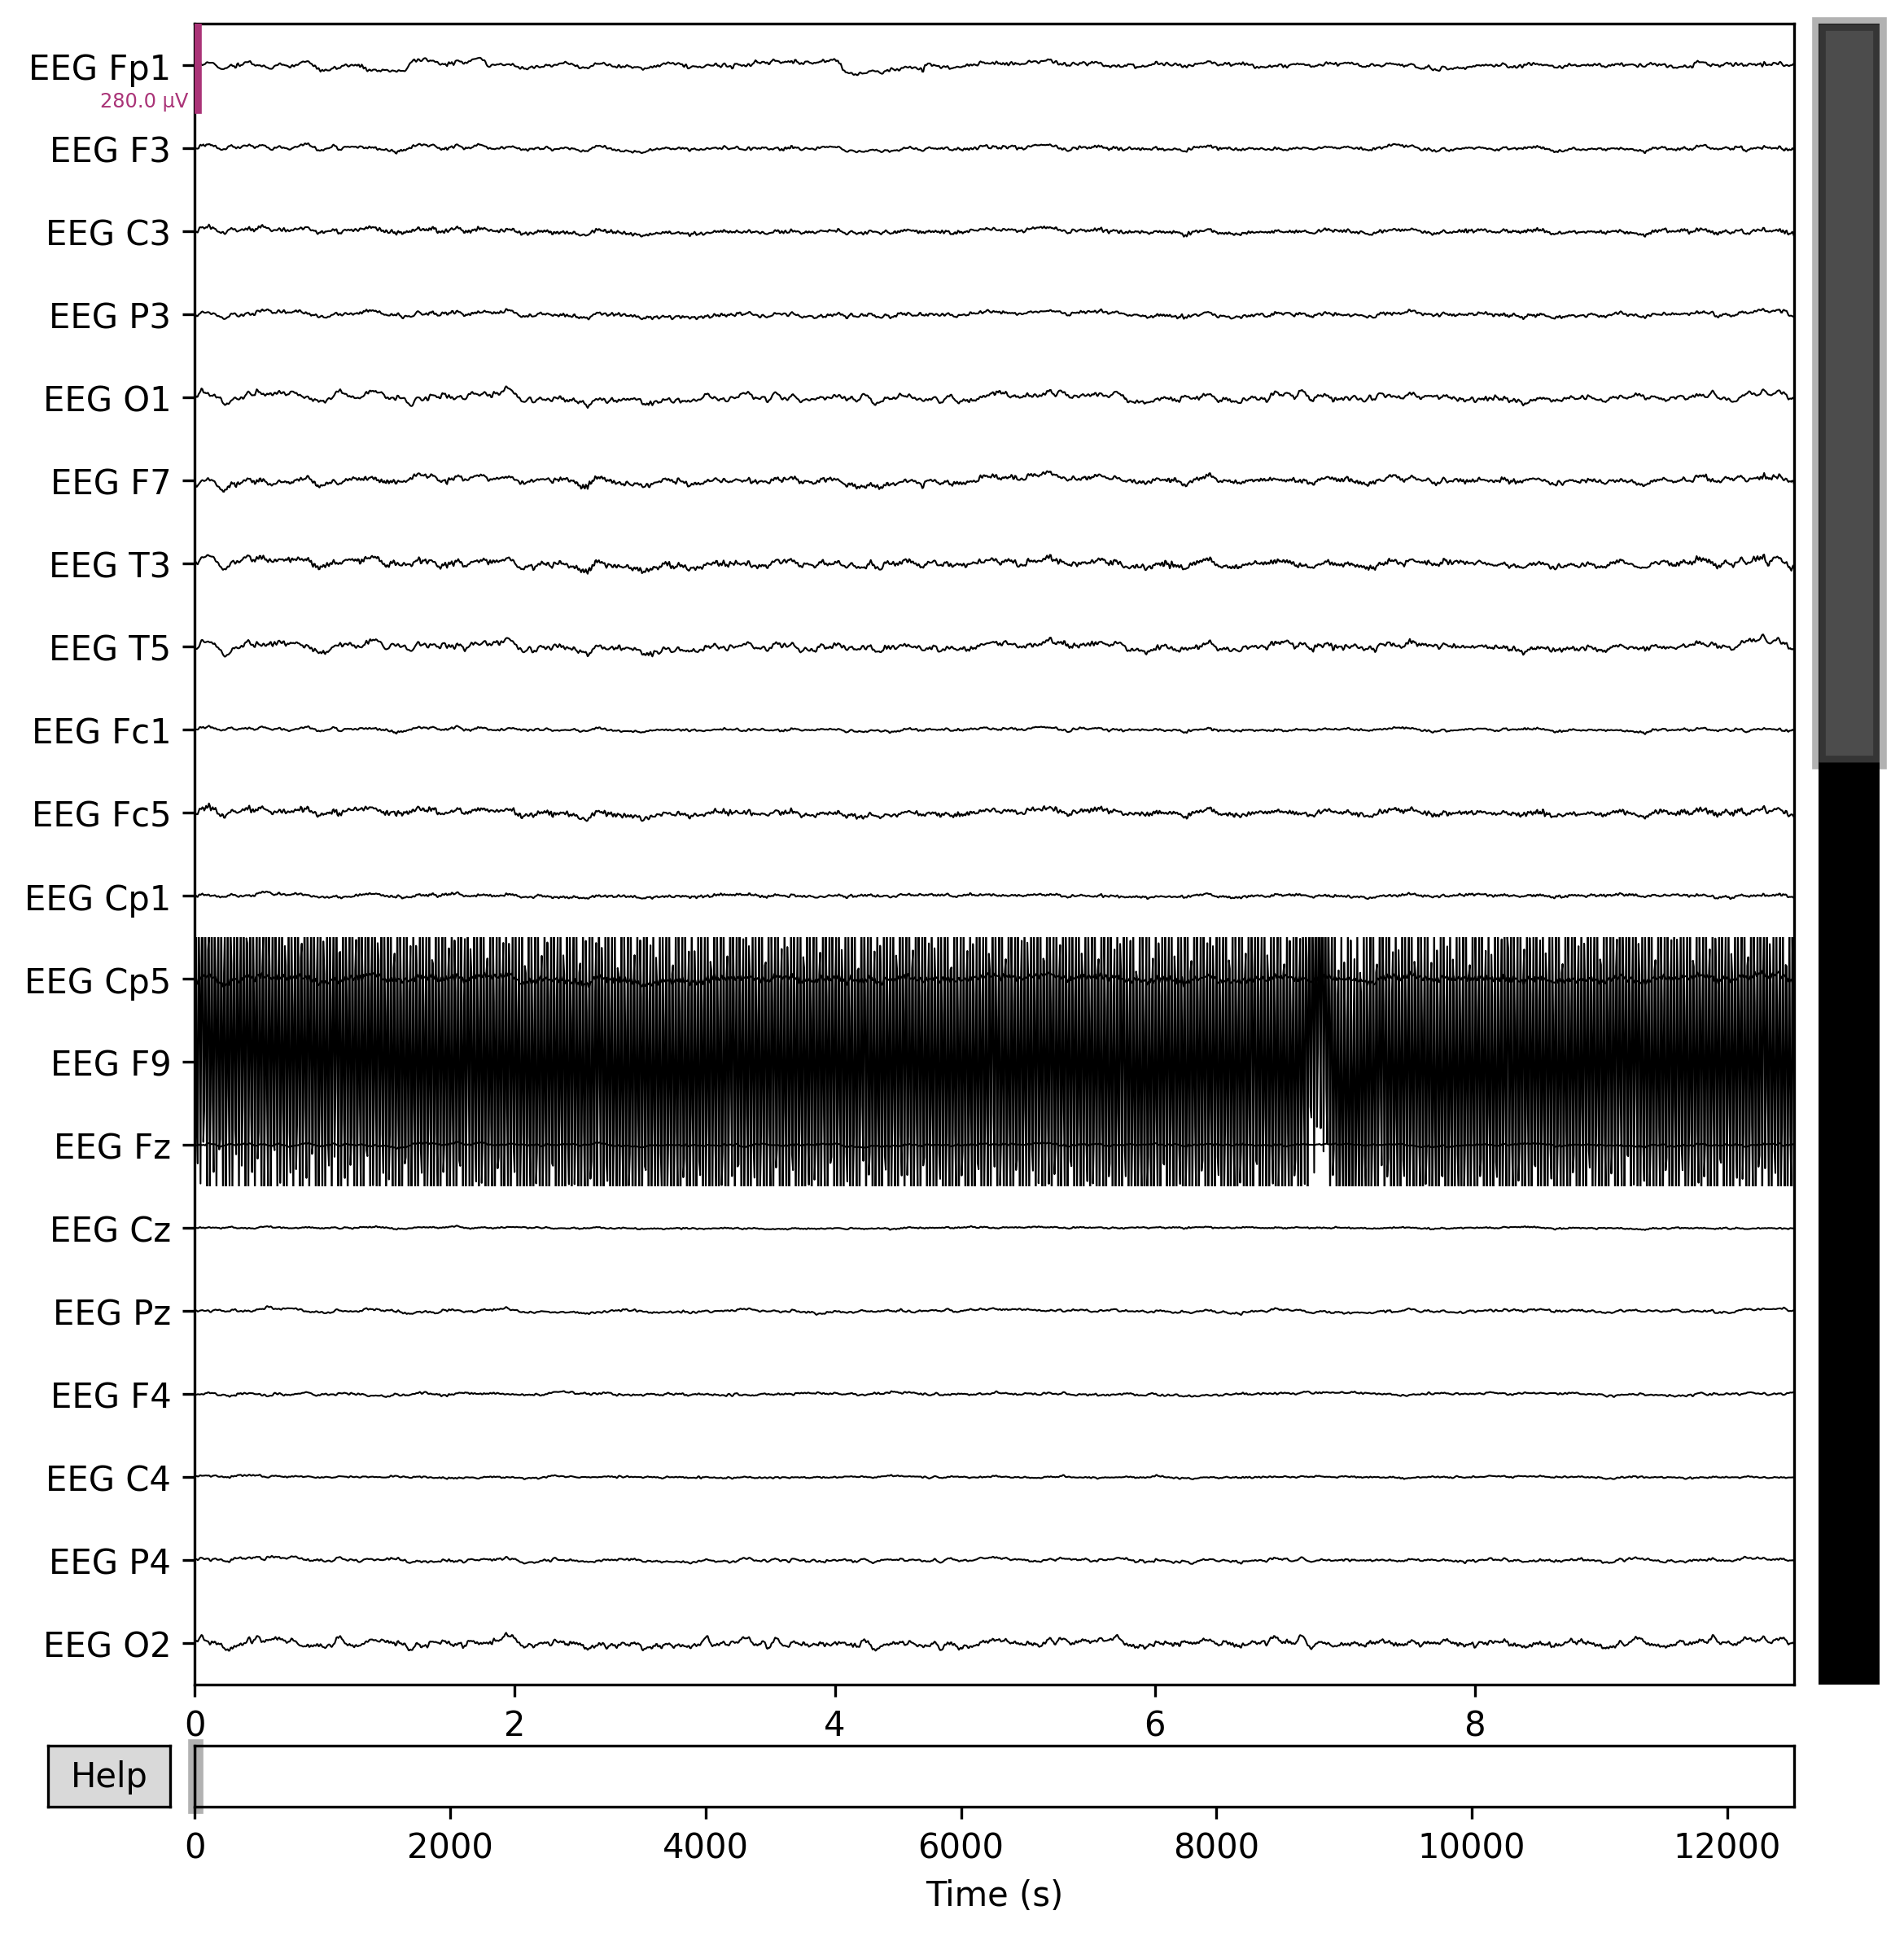 EEG Fp1
280.0 µV
EEG F3
EEG C3
EEG P3
EEG O1
EEG F7
EEG T3
EEG T5
EEG Fc1
EEG Fc5
EEG Cp1
EEG Cp5
EEG F9
EEG Fz
EEG Cz
EEG Pz
EEG F4
EEG C4
EEG P4
EEG O2
0 2 4 6 8
Help
0 2000 4000 6000 8000 10000 12000
Time (s)